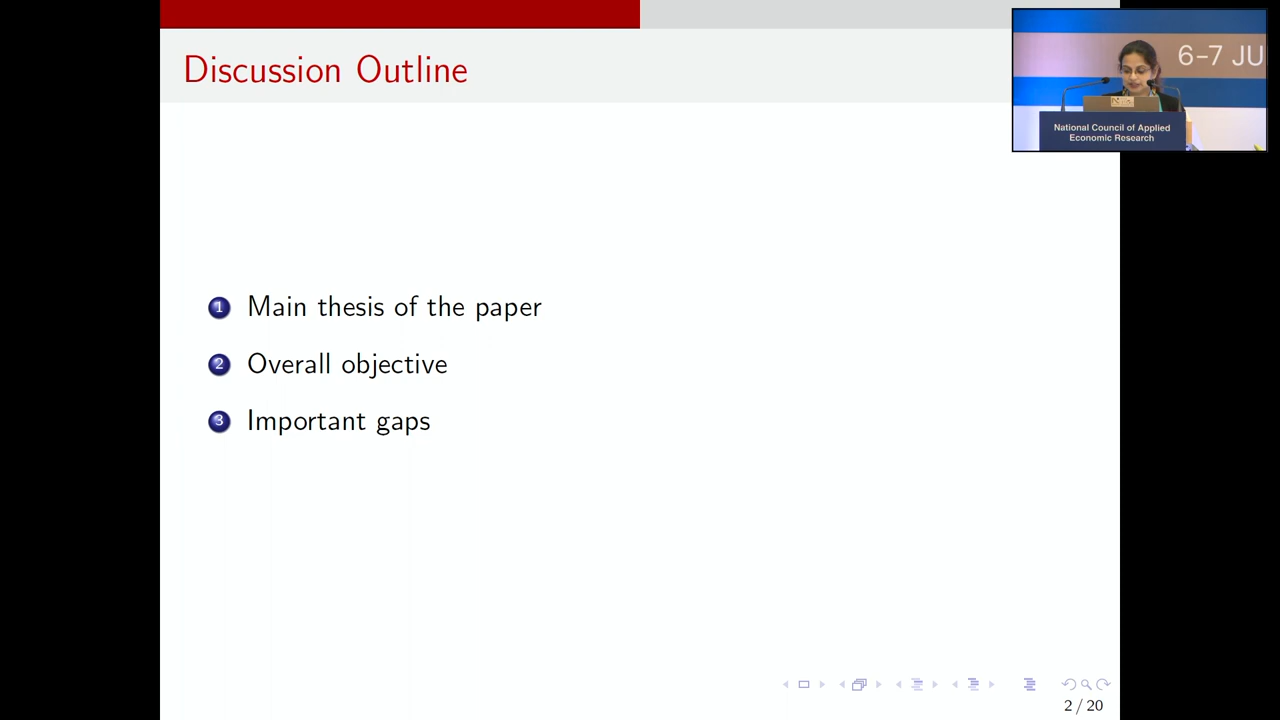 Discussion Outline
6–7 JU
National Council of Applied
Economic Research
1 Main thesis of the paper
2 Overall objective
3 Important gaps
2 / 20